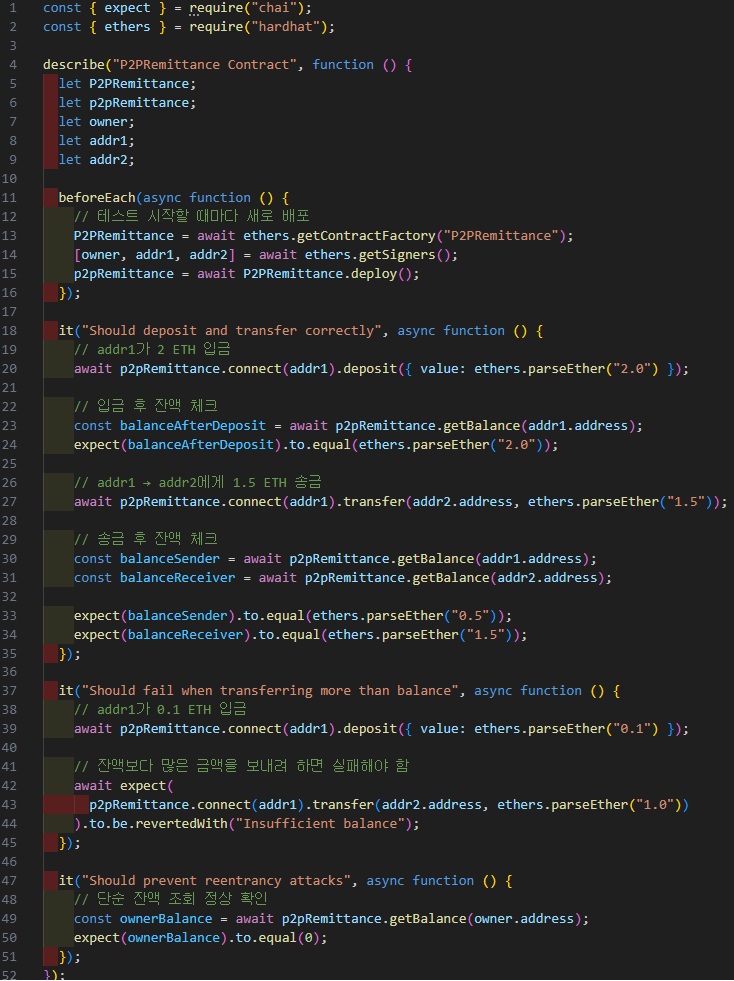 1 const { expect } = require("chai");
2 const { ethers } = require("hardhat");
3
4 describe("P2PRemittance Contract", function () {
5   let P2PRemittance;
6   let p2pRemittance;
7   let owner;
8   let addr1;
9   let addr2;
10
11   beforeEach(async function () {
12     // 테스트 시작할 때마다 새로 배포
13     P2PRemittance = await ethers.getContractFactory("P2PRemittance");
14     [owner, addr1, addr2] = await ethers.getSigners();
15     p2pRemittance = await P2PRemittance.deploy();
16   });
17
18   it("Should deposit and transfer correctly", async function () {
19     // addr1가 2 ETH 입금
20     await p2pRemittance.connect(addr1).deposit({ value: ethers.parseEther("2.0") });
21
22     // 입금 후 잔액 체크
23     const balanceAfterDeposit = await p2pRemittance.getBalance(addr1.address);
24     expect(balanceAfterDeposit).to.equal(ethers.parseEther("2.0"));
25
26     // addr1 → addr2에게 1.5 ETH 송금
27     await p2pRemittance.connect(addr1).transfer(addr2.address, ethers.parseEther("1.5"));
28
29     // 송금 후 잔액 체크
30     const balanceSender = await p2pRemittance.getBalance(addr1.address);
31     const balanceReceiver = await p2pRemittance.getBalance(addr2.address);
32
33     expect(balanceSender).to.equal(ethers.parseEther("0.5"));
34     expect(balanceReceiver).to.equal(ethers.parseEther("1.5"));
35   });
36
37   it("Should fail when transferring more than balance", async function () {
38     // addr1가 0.1 ETH 입금
39     await p2pRemittance.connect(addr1).deposit({ value: ethers.parseEther("0.1") });
40
41     // 잔액보다 많은 금액을 보내려 하면 실패해야 함
42     await expect(
43       p2pRemittance.connect(addr1).transfer(addr2.address, ethers.parseEther("1.0"))
44     ).to.be.revertedWith("Insufficient balance");
45   });
46
47   it("Should prevent reentrancy attacks", async function () {
48     // 단순 잔액 조회 정상 확인
49     const ownerBalance = await p2pRemittance.getBalance(owner.address);
50     expect(ownerBalance).to.equal(0);
51   });
52 });